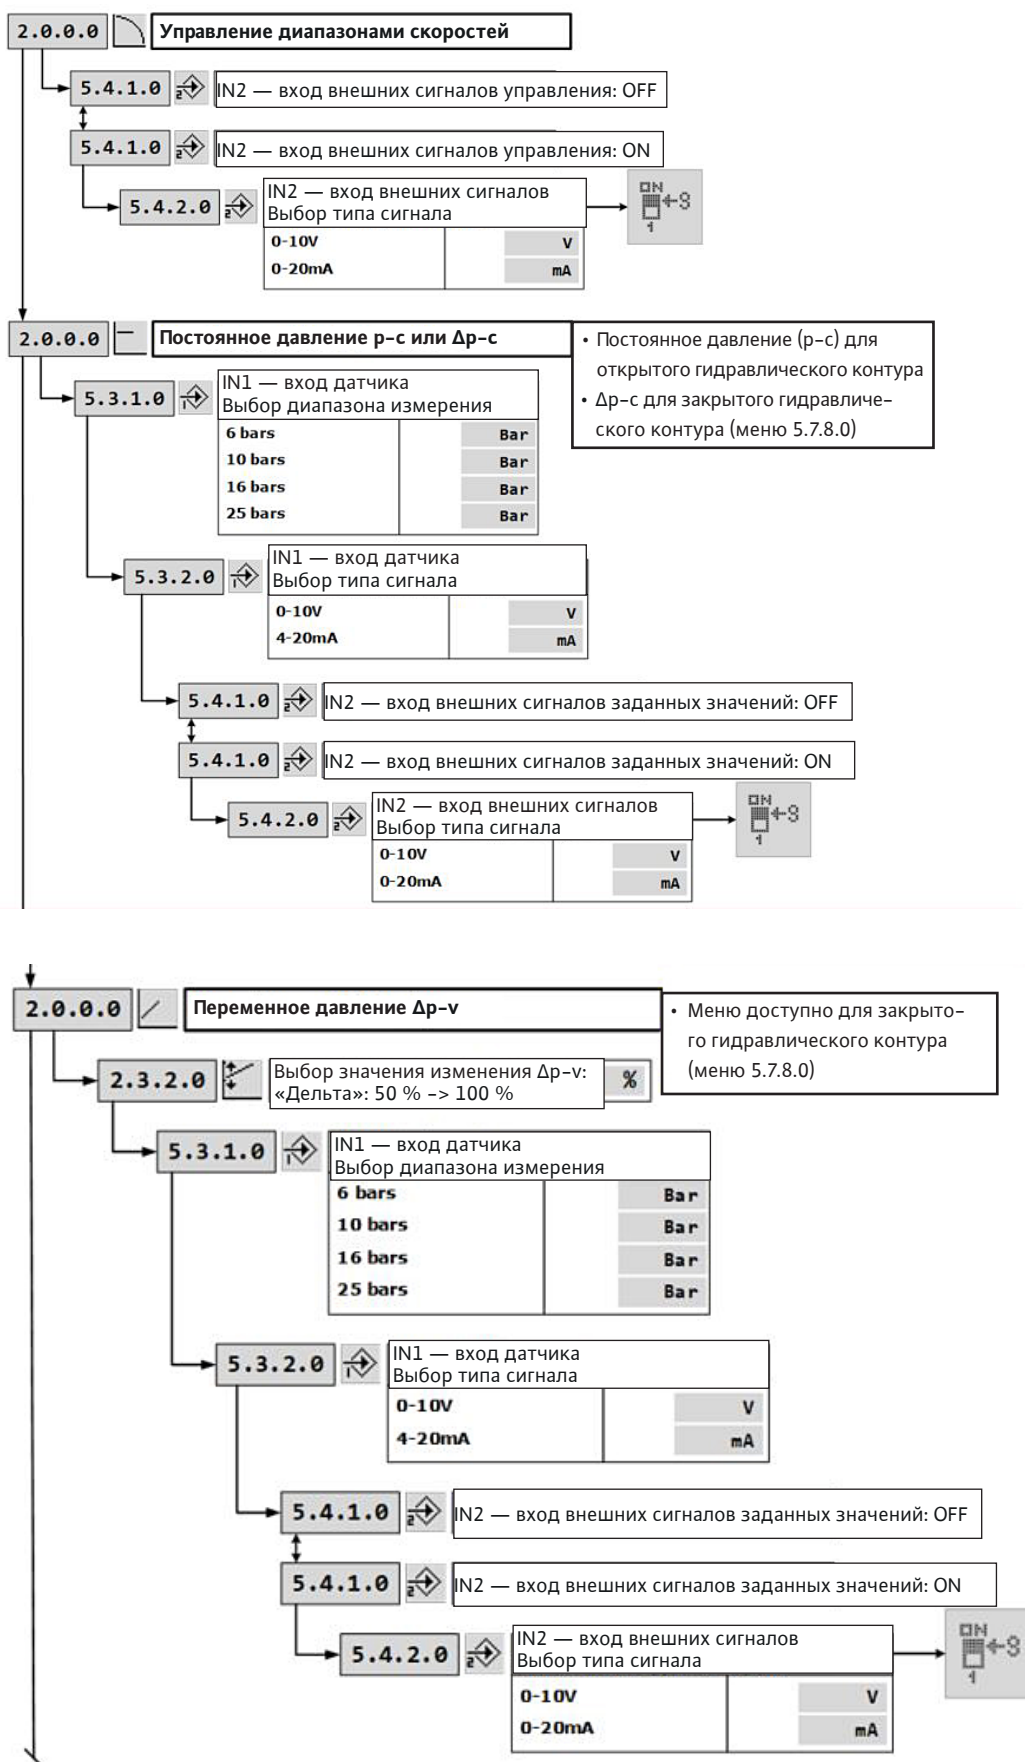 2.0.0.0 Управление диапазонами скоростей
5.4.1.0 2 IN2 — вход внешних сигналов управления: OFF
5.4.1.0 2 IN2 — вход внешних сигналов управления: ON
5.4.2.0 2 IN2 — вход внешних сигналов
Выбор типа сигнала
ON
1
0-10V V
0-20mA mA
2.0.0.0 Постоянное давление p-c или Δp-c
• Постоянное давление (p-c) для
открытого гидравлического контура
• Δp-c для закрытого гидравличе-
ского контура (меню 5.7.8.0)
5.3.1.0 1 IN1 — вход датчика
Выбор диапазона измерения
6 bars Bar
10 bars Bar
16 bars Bar
25 bars Bar
5.3.2.0 1 IN1 — вход датчика
Выбор типа сигнала
0-10V V
4-20mA mA
5.4.1.0 2 IN2 — вход внешних сигналов заданных значений: OFF
5.4.1.0 2 IN2 — вход внешних сигналов заданных значений: ON
5.4.2.0 2 IN2 — вход внешних сигналов
Выбор типа сигнала
ON
1
0-10V V
0-20mA mA
2.0.0.0 Переменное давление Δp-v
• Меню доступно для закрыто-
го гидравлического контура
(меню 5.7.8.0)
2.3.2.0 Выбор значения изменения Δp-v: %
«Дельта»: 50 % -> 100 %
5.3.1.0 1 IN1 — вход датчика
Выбор диапазона измерения
6 bars Bar
10 bars Bar
16 bars Bar
25 bars Bar
5.3.2.0 1 IN1 — вход датчика
Выбор типа сигнала
0-10V V
4-20mA mA
5.4.1.0 2 IN2 — вход внешних сигналов заданных значений: OFF
5.4.1.0 2 IN2 — вход внешних сигналов заданных значений: ON
5.4.2.0 2 IN2 — вход внешних сигналов
Выбор типа сигнала
ON
1
0-10V V
0-20mA mA